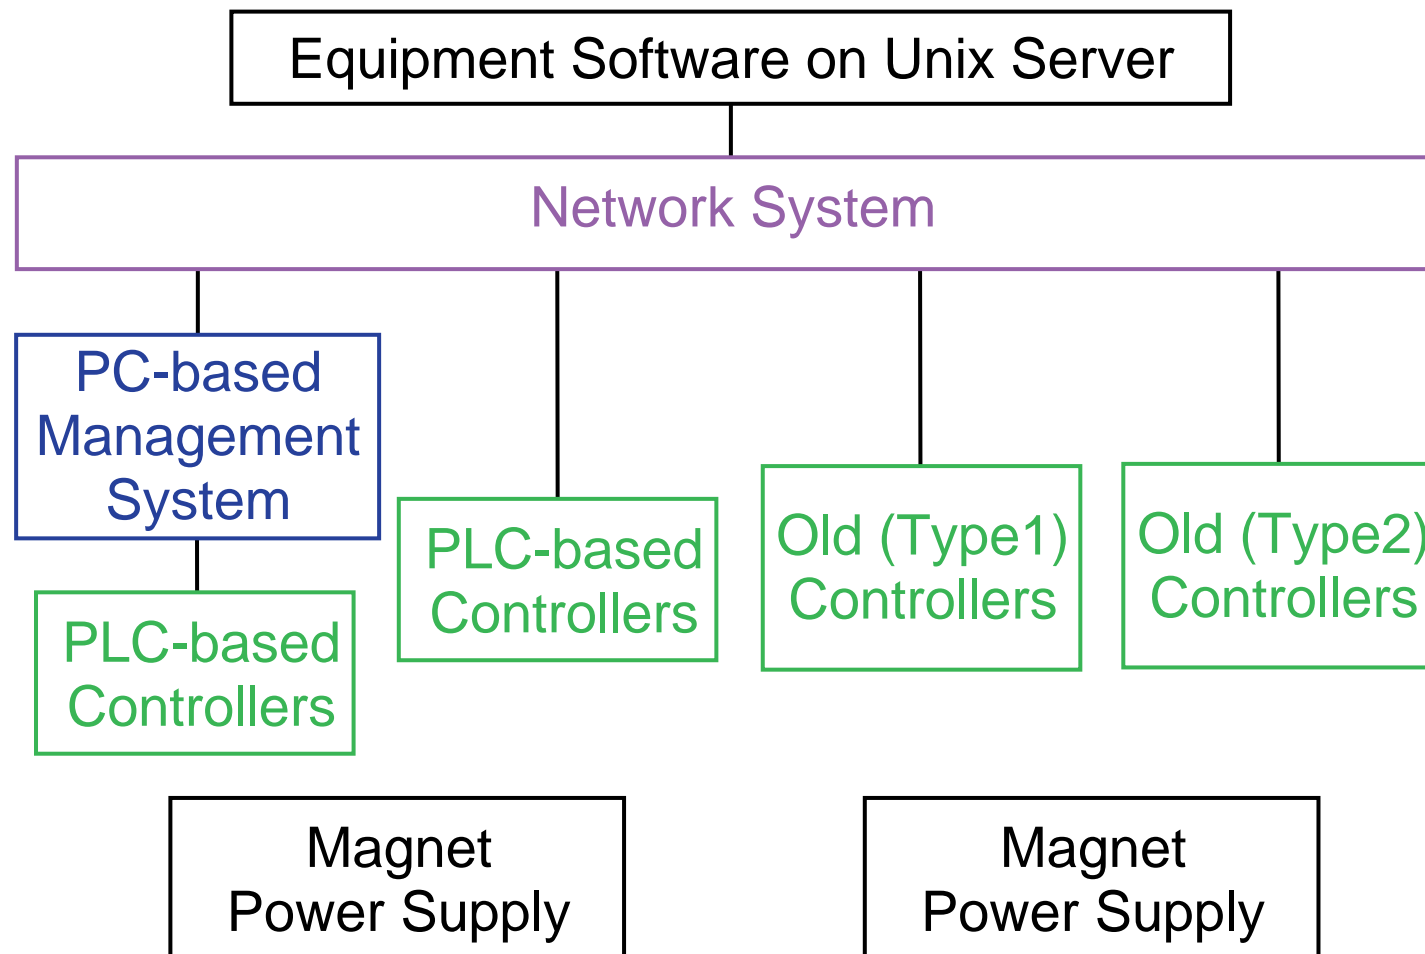 Equipment Software on Unix Server
Network System
PC-based
Management
System
PLC-based
Controllers
PLC-based
Controllers
Old (Type1)
Controllers
Old (Type2)
Controllers
Magnet
Power Supply
Magnet
Power Supply